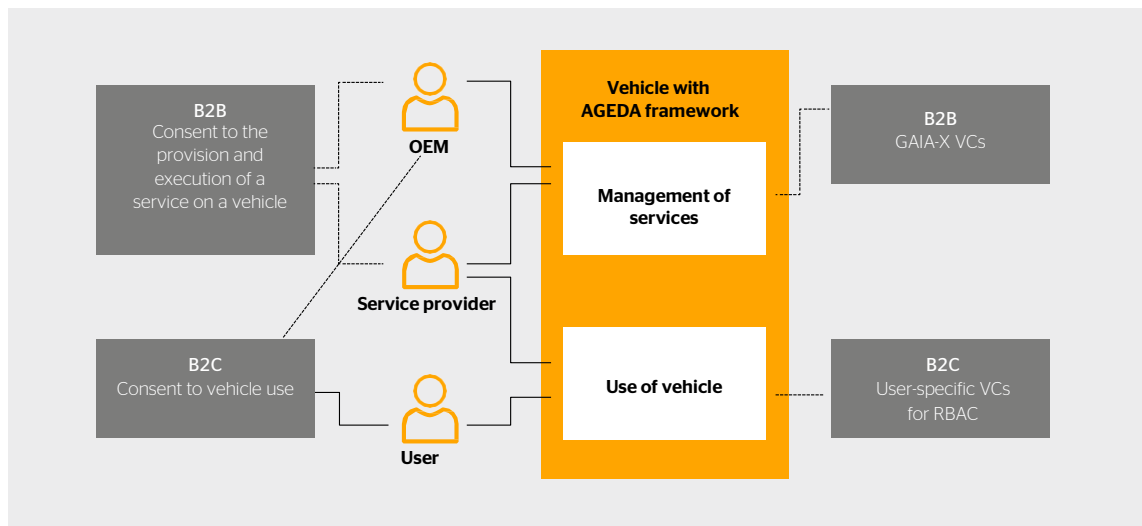 B2B
Consent to the
provision and
execution of a
service on a vehicle
OEM
Vehicle with
AGEDA framework
B2B
GAIA-X VCs
Management of
services
Service provider
B2C
Consent to vehicle use
User
Use of vehicle
B2C
User-specific VCs
for RBAC